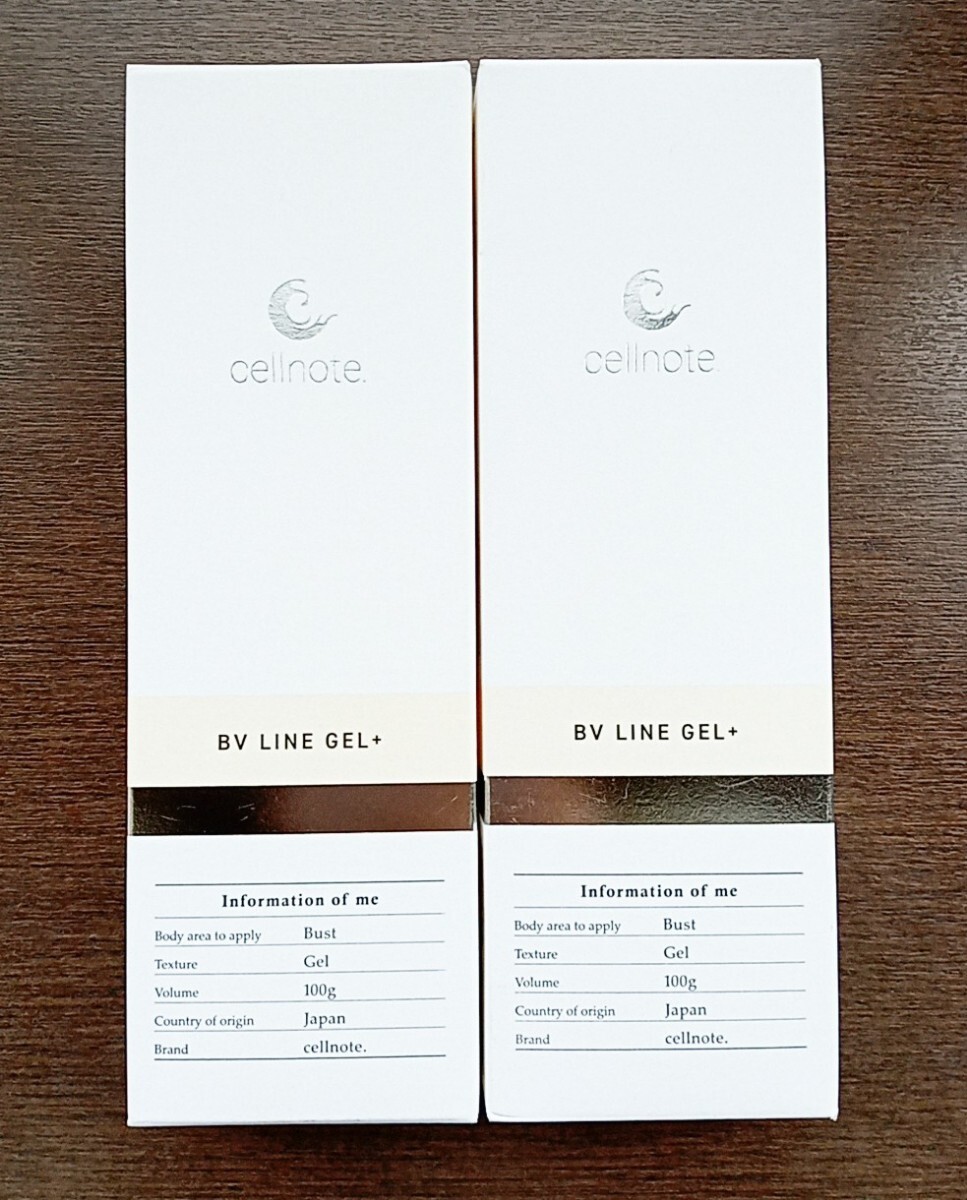 cellnote.
BV LINE GEL+
Information of me
Body area to apply Bust
Texture Gel
Volume 100g
Country of origin Japan
Brand cellnote.
cellnote.
BV LINE GEL+
Information of me
Body area to apply Bust
Texture Gel
Volume 100g
Country of origin Japan
Brand cellnote.